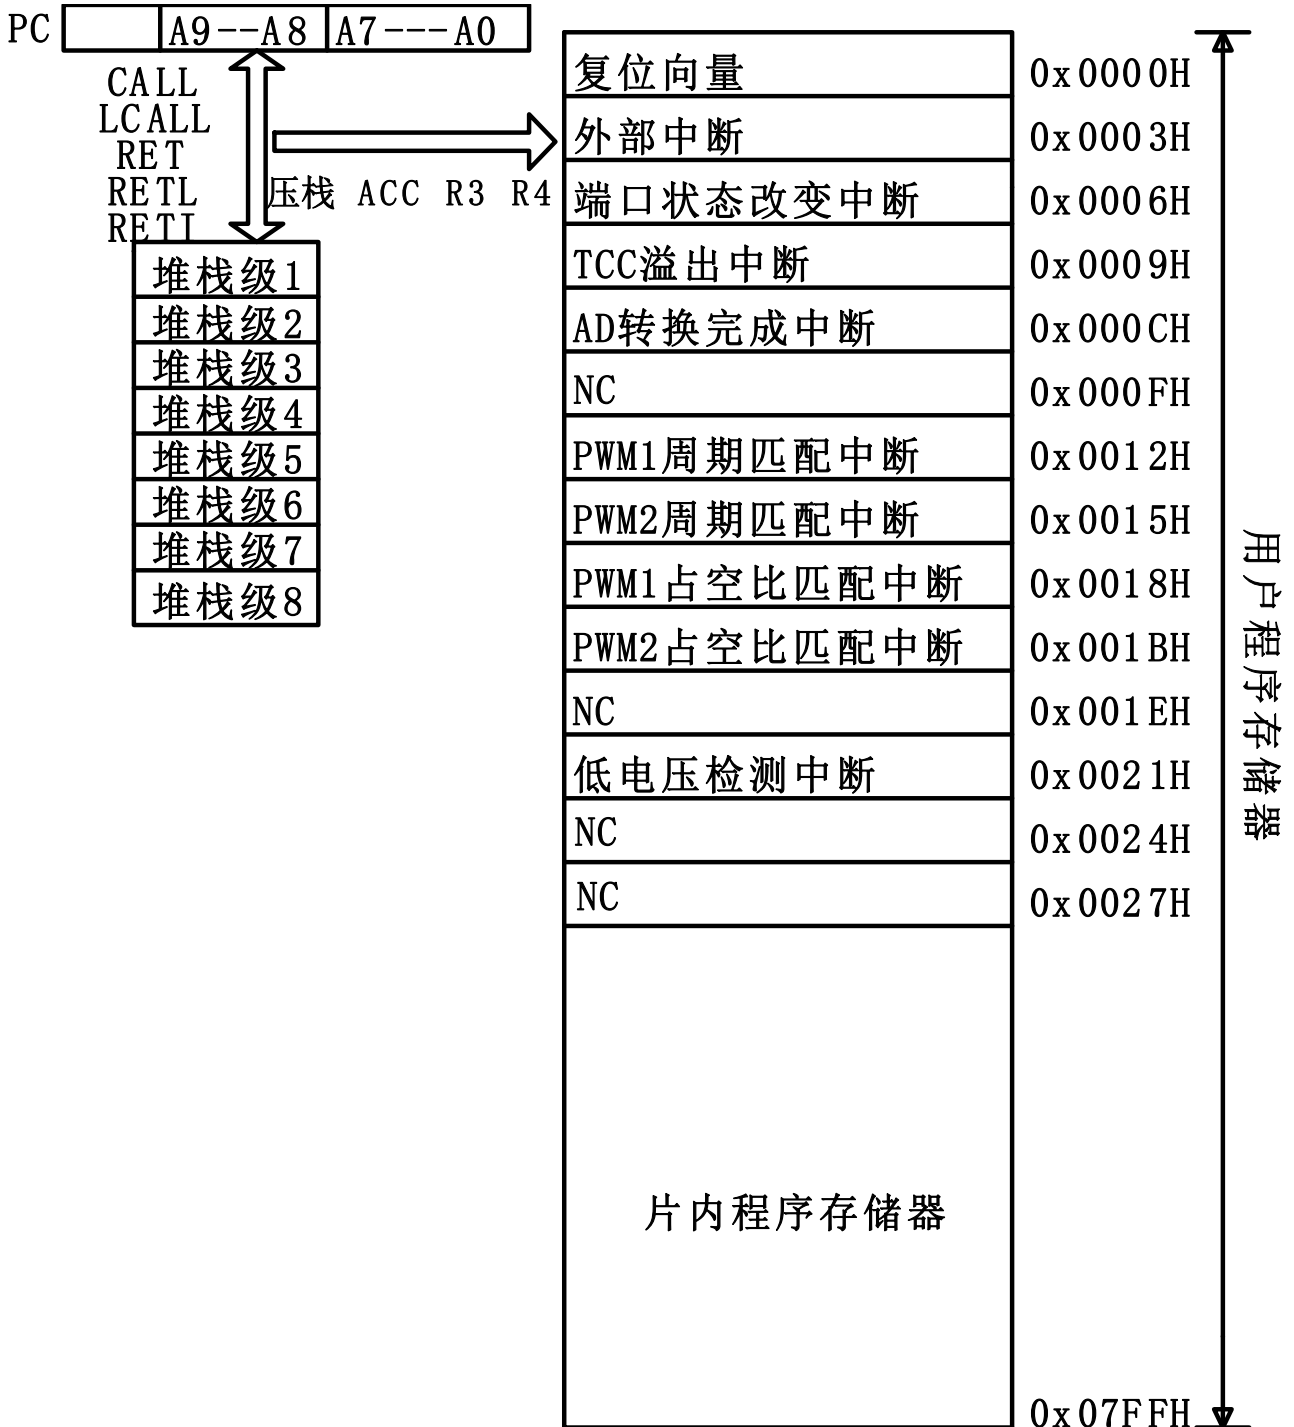 PC A9--A8 A7---A0
CALL
LCALL
RET
RETL
RETI
压栈 ACC R3 R4
堆栈级1
堆栈级2
堆栈级3
堆栈级4
堆栈级5
堆栈级6
堆栈级7
堆栈级8
复位向量 0x0000H
外部中断 0x0003H
端口状态改变中断 0x0006H
TCC溢出中断 0x0009H
AD转换完成中断 0x000CH
NC 0x000FH
PWM1周期匹配中断 0x0012H
PWM2周期匹配中断 0x0015H
PWM1占空比匹配中断 0x0018H
PWM2占空比匹配中断 0x001BH
NC 0x001EH
低电压检测中断 0x0021H
NC 0x0024H
NC 0x0027H
片内程序存储器
0x07FFH
用户程序存储器